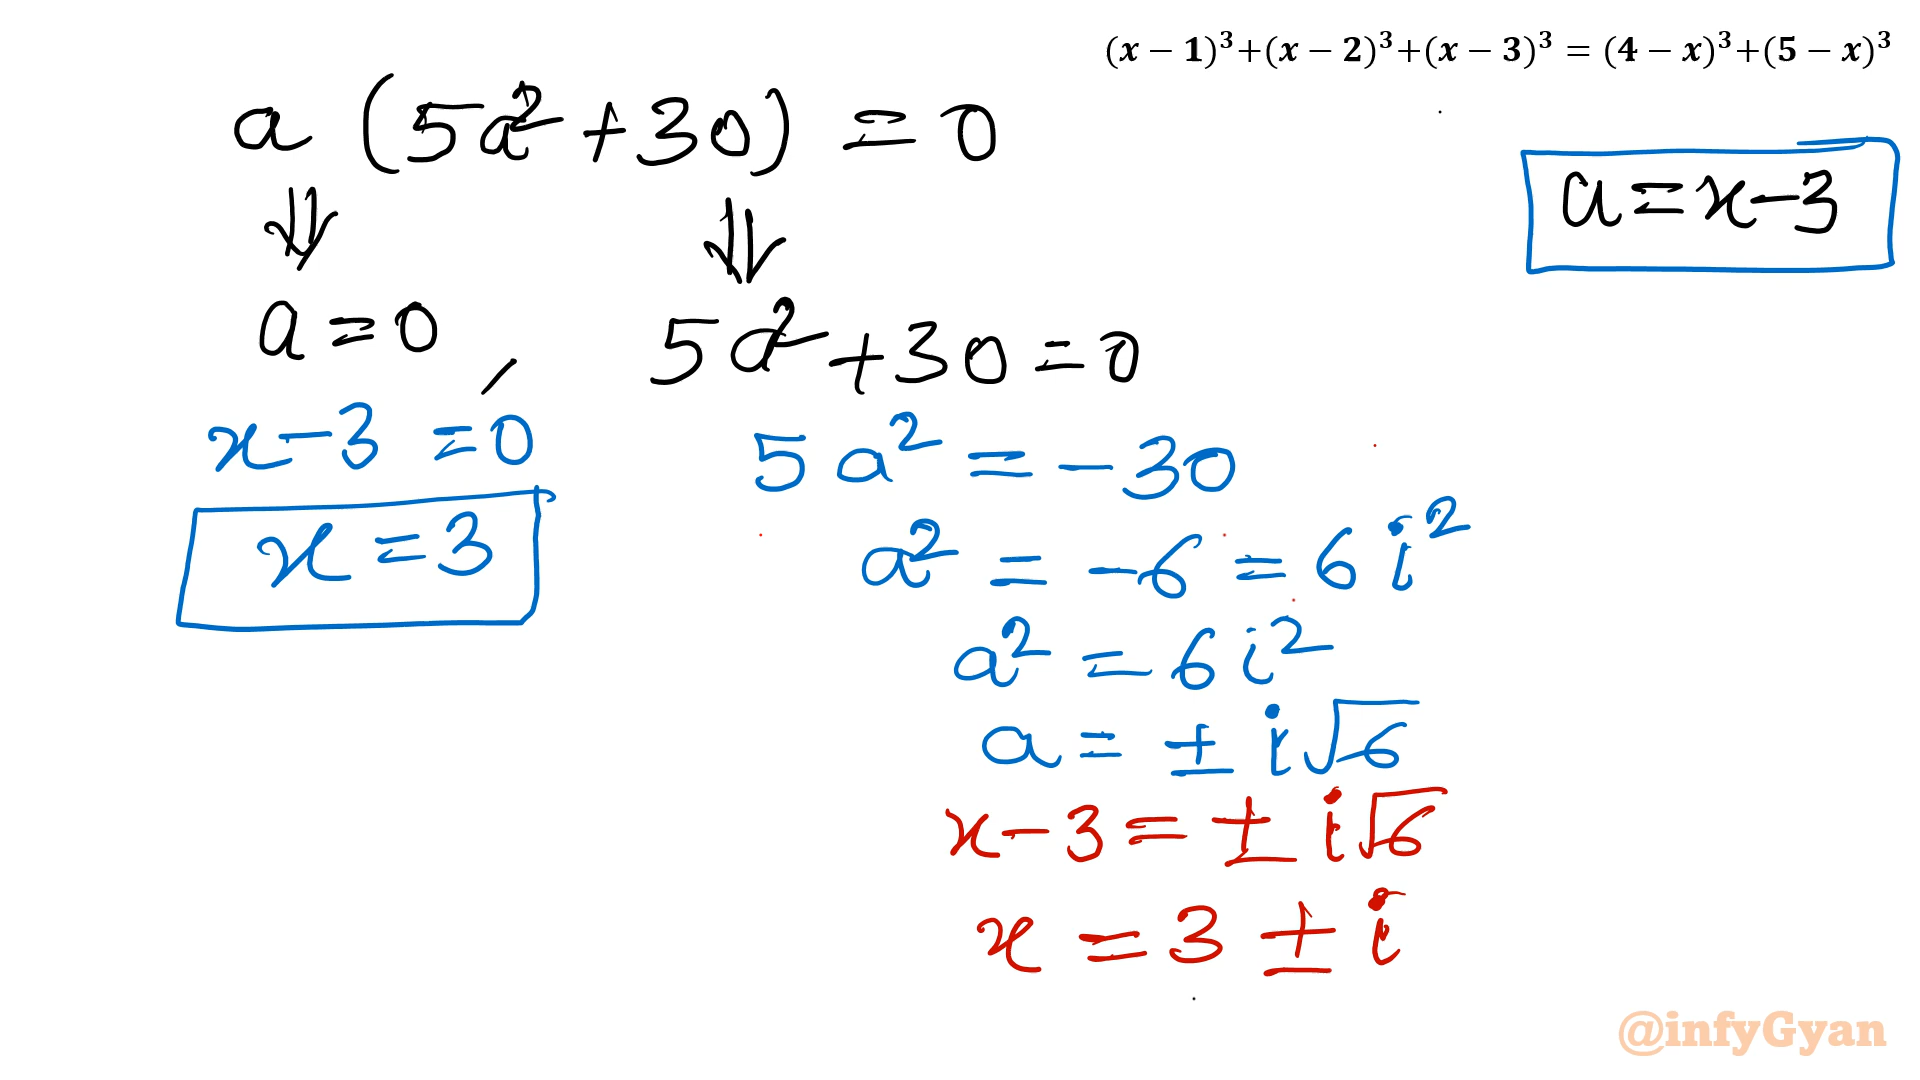 (x − 1)³+(x − 2)³+(x − 3)³ = (4 − x)³+(5 − x)³
a (5a²+30) = 0
a = x-3
⇓ ⇓
a = 0 , 5a²+30 = 0
x-3 = 0
5a² = -30
x = 3
a² = -6 = 6i²
a² = 6i²
a = ± i√6
x-3 = ± i√6
x = 3 ± i
@infyGyan